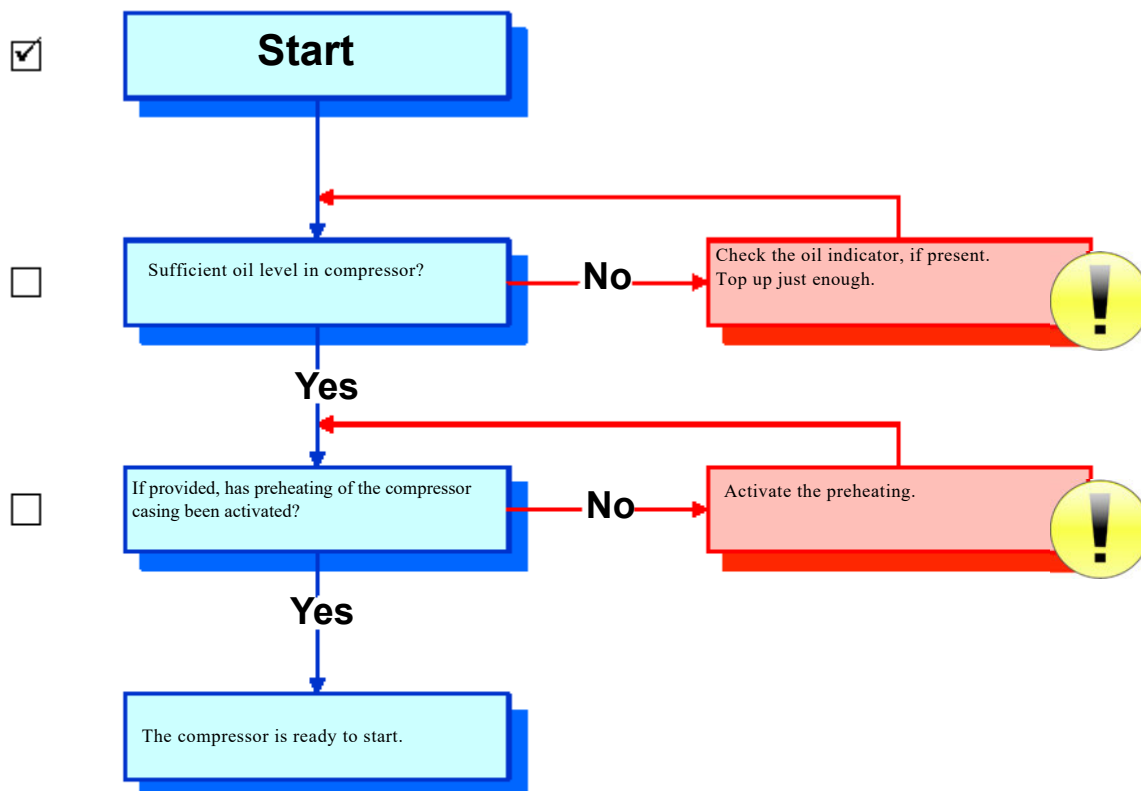 Start
Sufficient oil level in compressor?
No
Check the oil indicator, if present.
Top up just enough.
Yes
If provided, has preheating of the compressor
casing been activated?
No
Activate the preheating.
Yes
The compressor is ready to start.